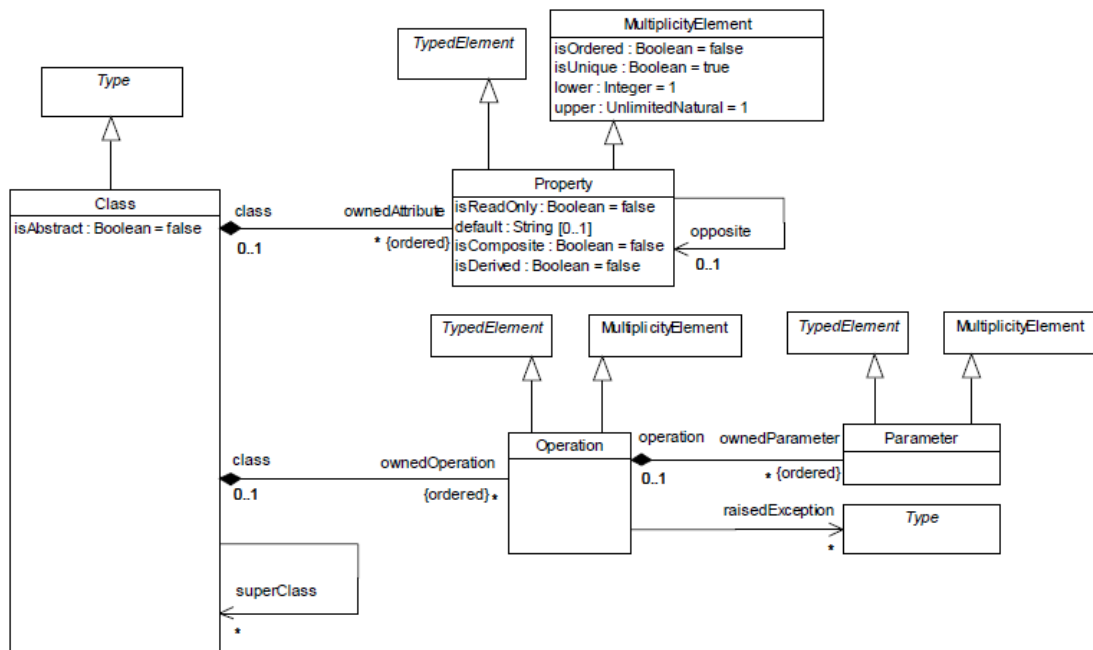 MultiplicityElement
isOrdered : Boolean = false
isUnique : Boolean = true
lower : Integer = 1
upper : UnlimitedNatural = 1
TypedElement
Type
Property
isReadOnly : Boolean = false
default : String [0..1]
isComposite : Boolean = false
isDerived : Boolean = false
Class
isAbstract : Boolean = false
class
0..1
ownedAttribute
* {ordered}
opposite
0..1
TypedElement
MultiplicityElement
TypedElement
MultiplicityElement
class
0..1
ownedOperation
{ordered} *
Operation
operation
0..1
ownedParameter
* {ordered}
Parameter
raisedException
*
Type
superClass
*